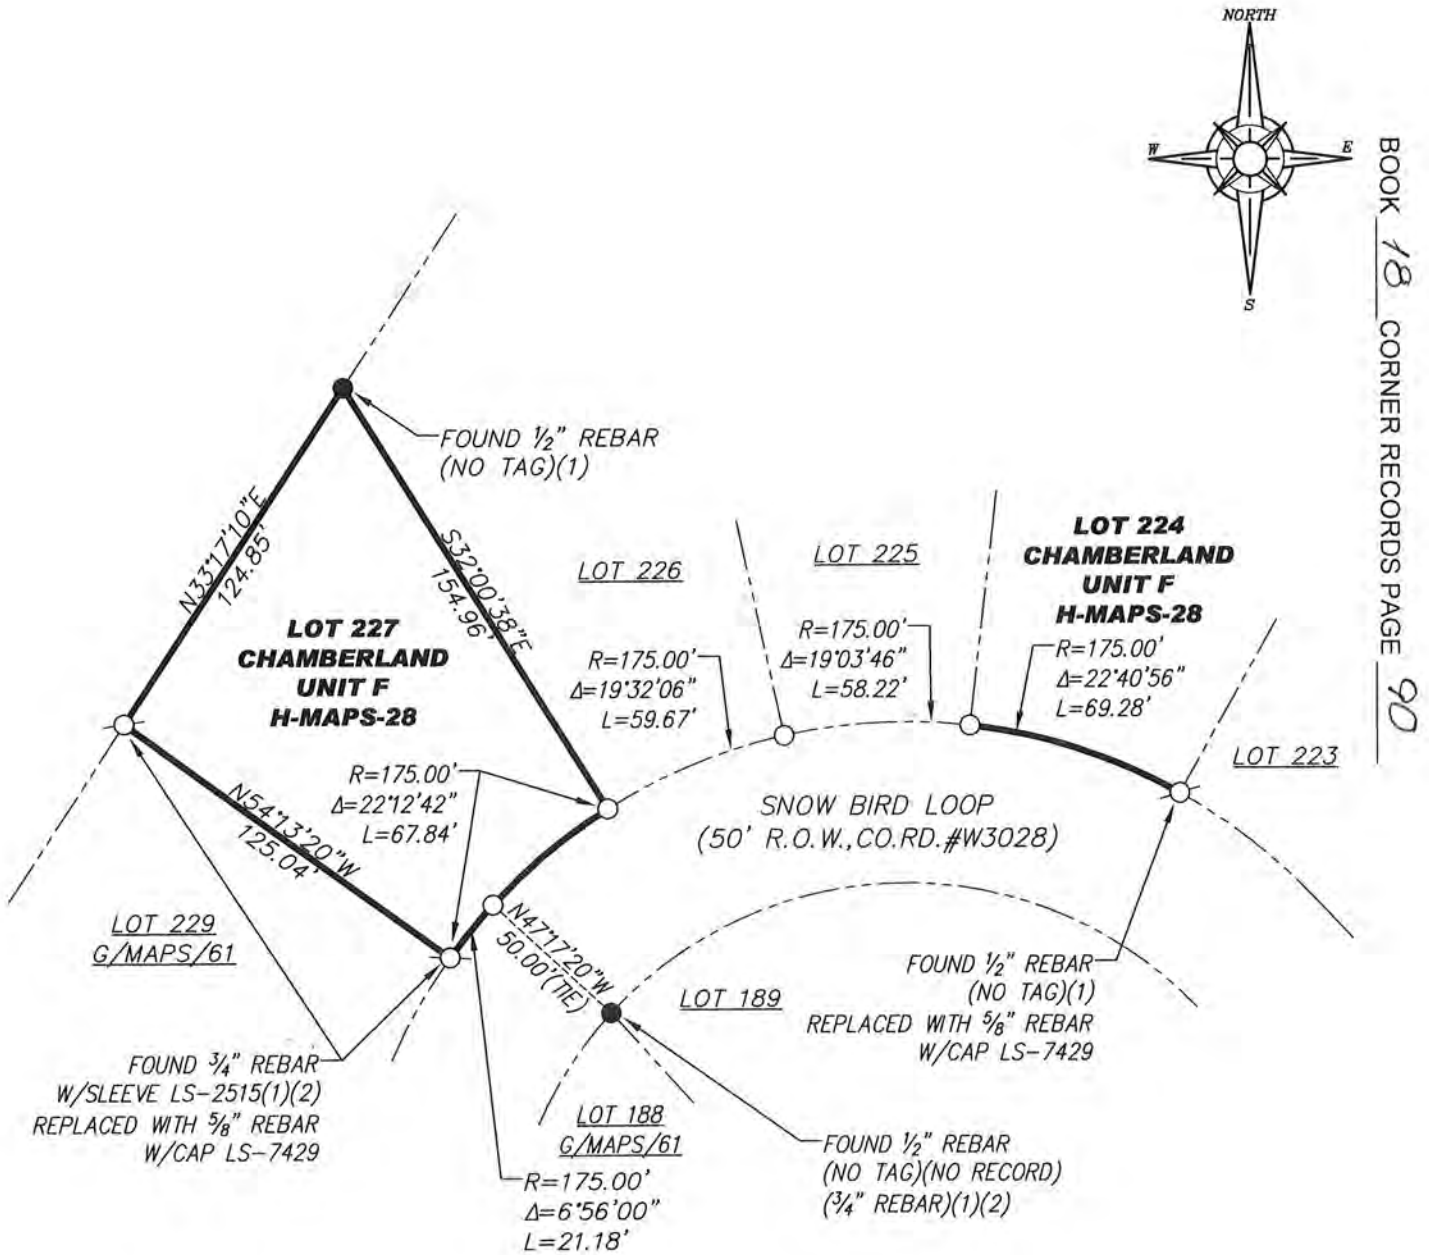 NORTH
W
E
S
BOOK 18 CORNER RECORDS PAGE 90
FOUND ½" REBAR
(NO TAG)(1)
N33°17'10"E
124.85'
S32°00'38"E
154.96'
LOT 227
CHAMBERLAND
UNIT F
H-MAPS-28
LOT 226
LOT 225
LOT 224
CHAMBERLAND
UNIT F
H-MAPS-28
R=175.00'
Δ=19°32'06"
L=59.67'
R=175.00'
Δ=19°03'46"
L=58.22'
R=175.00'
Δ=22°40'56"
L=69.28'
LOT 223
R=175.00'
Δ=22°12'42"
L=67.84'
SNOW BIRD LOOP
(50' R.O.W.,CO.RD.#W3028)
N54°13'20"W
125.04'
LOT 229
G/MAPS/61
N47°17'20"W
50.00'(TIE)
LOT 189
FOUND ½" REBAR
(NO TAG)(1)
REPLACED WITH ⅝" REBAR
W/CAP LS-7429
FOUND ¾" REBAR
W/SLEEVE LS-2515(1)(2)
REPLACED WITH ⅝" REBAR
W/CAP LS-7429
LOT 188
G/MAPS/61
R=175.00'
Δ=6°56'00"
L=21.18'
FOUND ½" REBAR
(NO TAG)(NO RECORD)
(¾" REBAR)(1)(2)